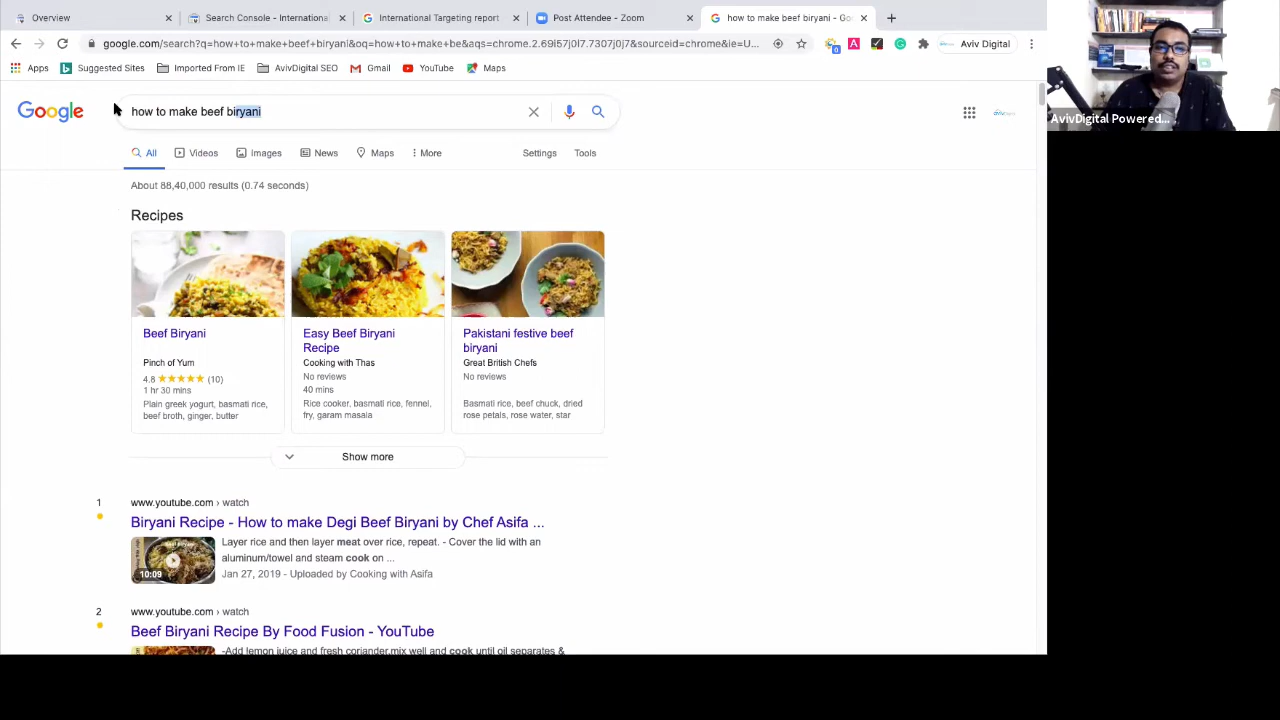 Overview
Search Console - Internationa
International Targeting report
Post Attendee - Zoom
how to make beef biryani - Go
google.com/search?q=how+to+make+beef+biryani&oq=how+to+make+be&aqs=chrome.2.69i57j0l7.7307j0j7&sourceid=chrome&ie=U...
Aviv Digital
Apps
Suggested Sites
Imported From IE
AvivDigital SEO
Gmail
YouTube
Maps
Google
how to make beef biryani
All
Videos
Images
News
Maps
More
Settings
Tools
About 88,40,000 results (0.74 seconds)
Recipes
Beef Biryani
Pinch of Yum
4.8 ★★★★★ (10)
1 hr 30 mins
Plain greek yogurt, basmati rice,
beef broth, ginger, butter
Easy Beef Biryani
Recipe
Cooking with Thas
No reviews
40 mins
Rice cooker, basmati rice, fennel,
fry, garam masala
Pakistani festive beef
biryani
Great British Chefs
No reviews
Basmati rice, beef chuck, dried
rose petals, rose water, star
Show more
1
www.youtube.com › watch
Biryani Recipe - How to make Degi Beef Biryani by Chef Asifa ...
Layer rice and then layer meat over rice, repeat. - Cover the lid with an
aluminum/towel and steam cook on ...
10:09
Jan 27, 2019 - Uploaded by Cooking with Asifa
2
www.youtube.com › watch
Beef Biryani Recipe By Food Fusion - YouTube
-Add lemon juice and fresh coriander,mix well and cook until oil separates &
AvivDigital Powered...